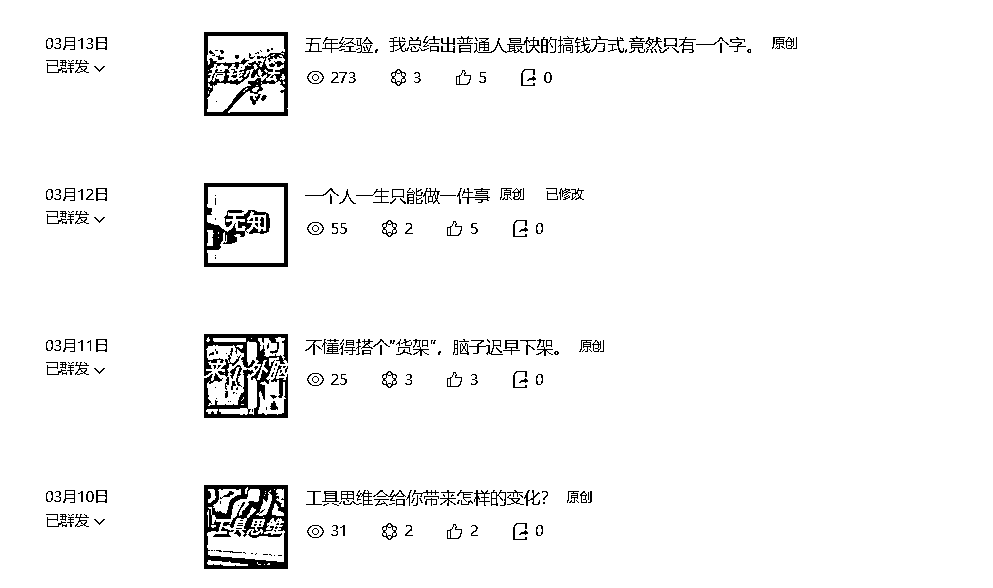 03月13日
已群发
搞钱心法
五年经验，我总结出普通人最快的搞钱方式,竟然只有一个字。 原创
273 3 5 0
03月12日
已群发
无知
一个人一生只能做一件事 原创 已修改
55 2 5 0
03月11日
已群发
外脑
不懂得搭个"货架"，脑子迟早下架。 原创
25 3 3 0
03月10日
已群发
工具思维
工具思维会给你带来怎样的变化？ 原创
31 2 2 0